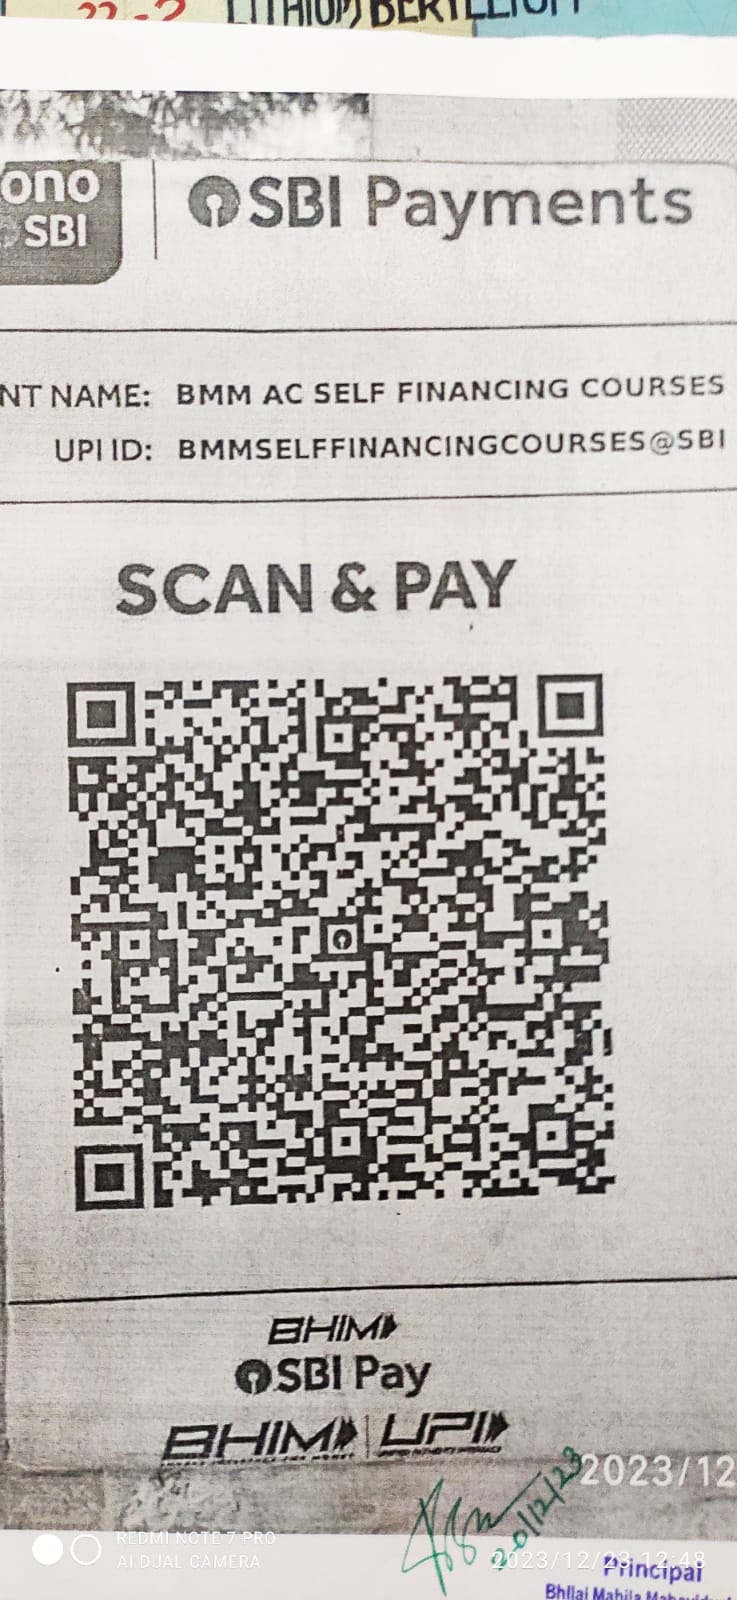 LITHIUM BERYLLIUM
ono
SBI
SBI Payments
NT NAME: BMM AC SELF FINANCING COURSES
UPI ID: BMMSELFFINANCINGCOURSES@SBI
SCAN & PAY
BHIM
SBI Pay
BHIM UPI
20/12/23
2023/12
REDMI NOTE 7 PRO
AI DUAL CAMERA
2023/12/23 12:48
Principal
Bhilai Mahila